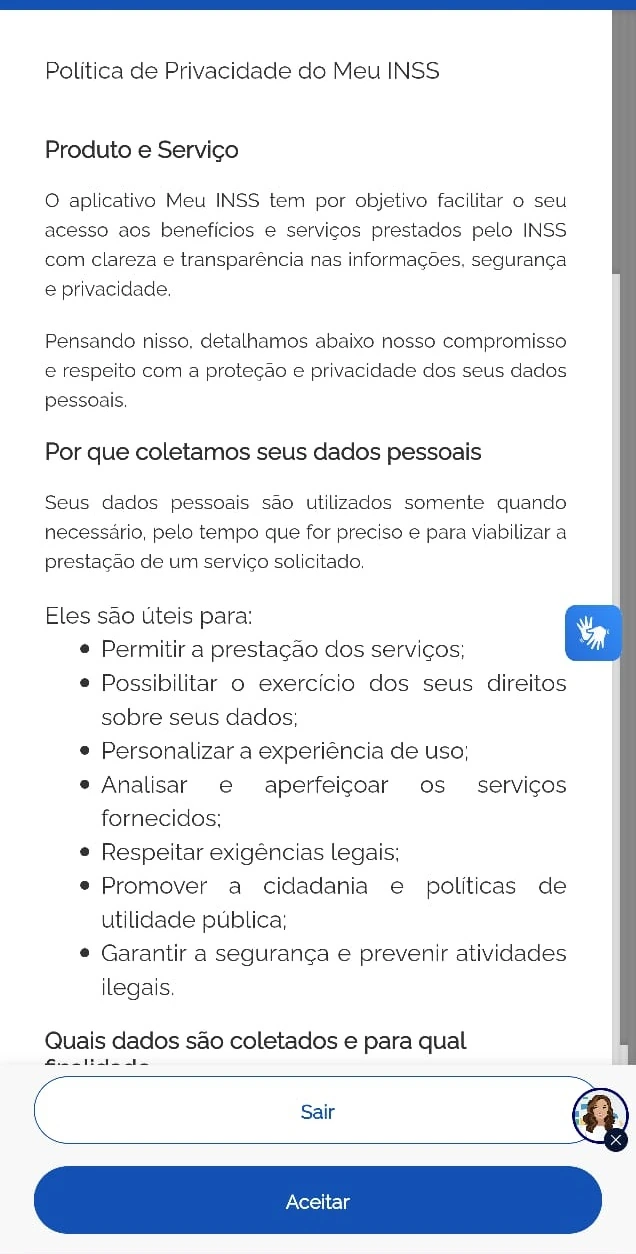 Política de Privacidade do Meu INSS
Produto e Serviço
O aplicativo Meu INSS tem por objetivo facilitar o seu
acesso aos benefícios e serviços prestados pelo INSS
com clareza e transparência nas informações, segurança
e privacidade.
Pensando nisso, detalhamos abaixo nosso compromisso
e respeito com a proteção e privacidade dos seus dados
pessoais.
Por que coletamos seus dados pessoais
Seus dados pessoais são utilizados somente quando
necessário, pelo tempo que for preciso e para viabilizar a
prestação de um serviço solicitado.
Eles são úteis para:
• Permitir a prestação dos serviços;
• Possibilitar o exercício dos seus direitos
sobre seus dados;
• Personalizar a experiência de uso;
• Analisar e aperfeiçoar os serviços
fornecidos;
• Respeitar exigências legais;
• Promover a cidadania e políticas de
utilidade pública;
• Garantir a segurança e prevenir atividades
ilegais.
Quais dados são coletados e para qual
Sair
Aceitar